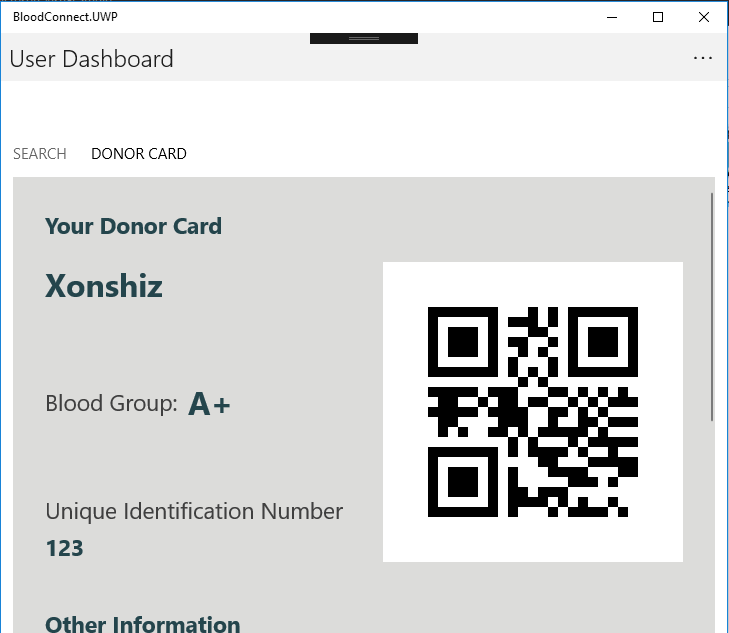 BloodConnect.UWP
User Dashboard
SEARCH DONOR CARD
Your Donor Card
Xonshiz
Blood Group: A+
Unique Identification Number
123
Other Information